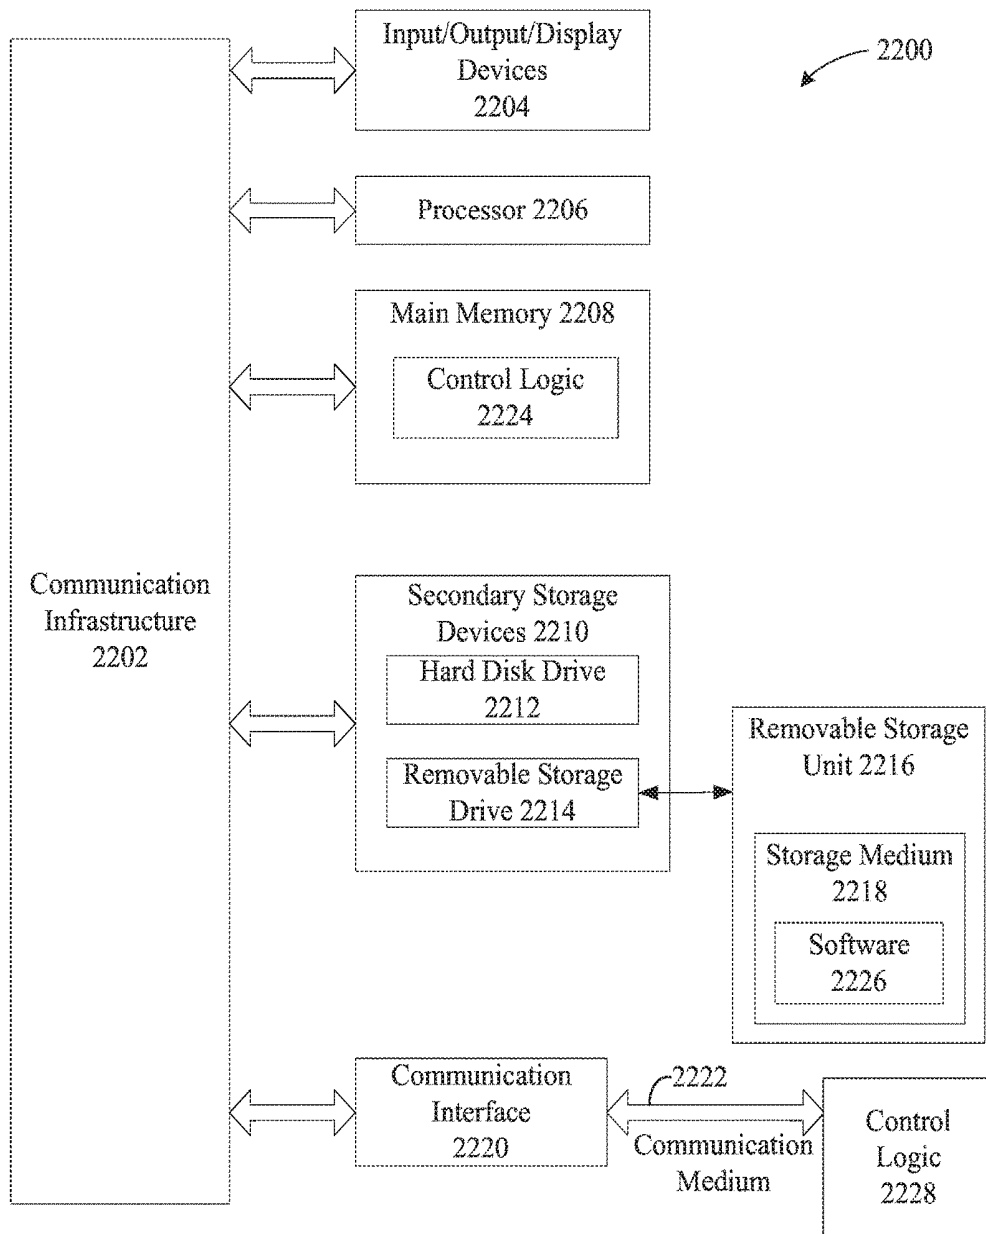 Input/Output/Display
Devices
2204
2200
Processor 2206
Main Memory 2208
Control Logic
2224
Communication
Infrastructure
2202
Secondary Storage
Devices 2210
Hard Disk Drive
2212
Removable Storage
Drive 2214
Removable Storage
Unit 2216
Storage Medium
2218
Software
2226
Communication
Interface
2220
2222
Communication
Medium
Control
Logic
2228